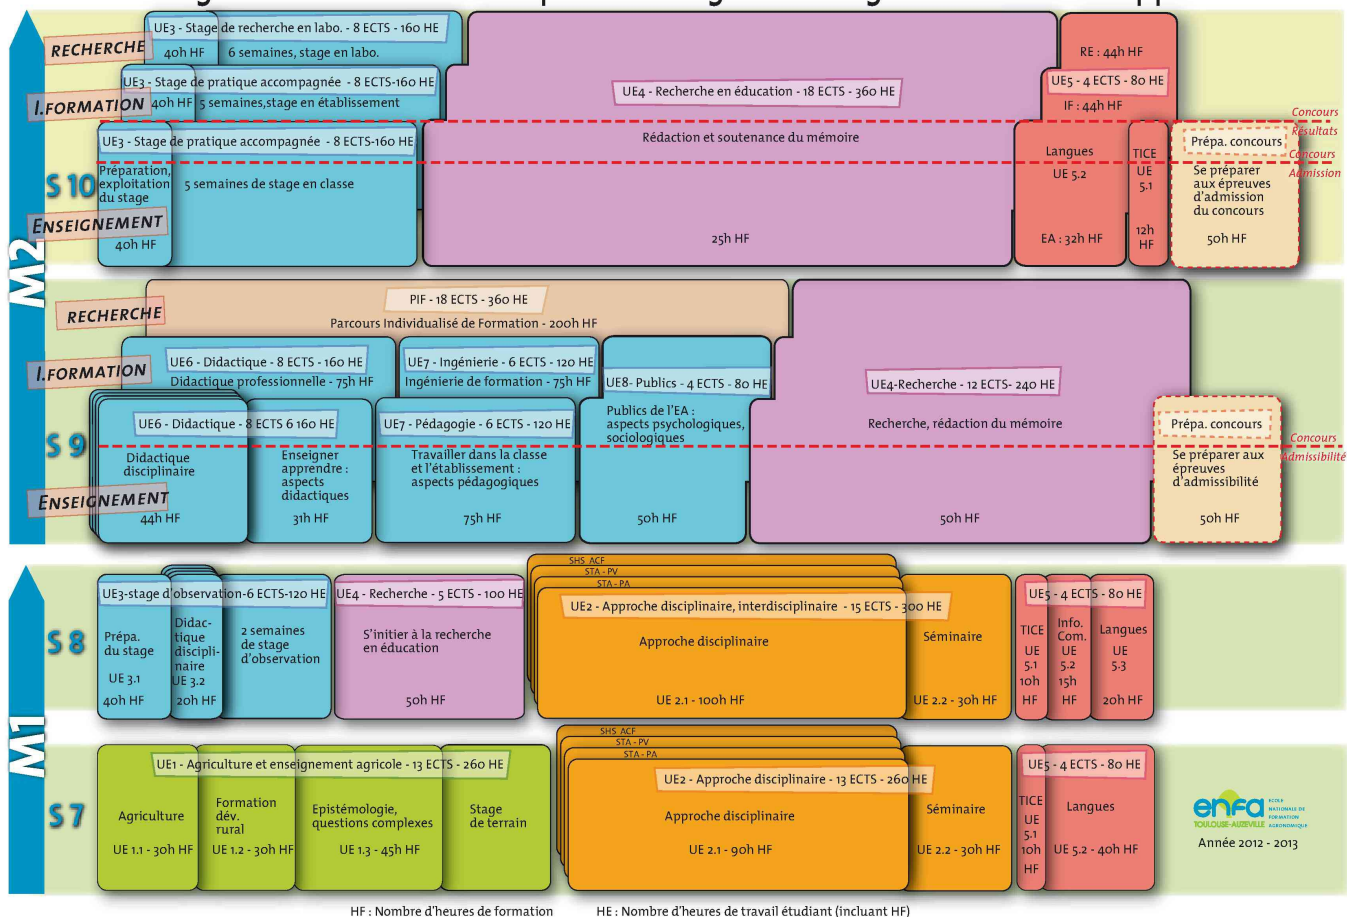 M2
S 10
RECHERCHE
UE3 - Stage de recherche en labo. - 8 ECTS - 160 HE
40h HF
6 semaines, stage en labo.
I.FORMATION
UE3 - Stage de pratique accompagnée - 8 ECTS-160 HE
40h HF
5 semaines,stage en établissement
UE3 - Stage de pratique accompagnée - 8 ECTS-160 HE
Préparation,
exploitation
du stage
5 semaines de stage en classe
ENSEIGNEMENT
40h HF
UE4 - Recherche en éducation - 18 ECTS - 360 HE
Rédaction et soutenance du mémoire
25h HF
RE : 44h HF
UE5 - 4 ECTS - 80 HE
IF : 44h HF
Langues
UE 5.2
EA : 32h HF
TICE
UE
5.1
12h
HF
Concours
Résultats
Prépa. concours
Concours
Admission
Se préparer
aux épreuves
d'admission
du concours
50h HF
S 9
RECHERCHE
PIF - 18 ECTS - 360 HE
Parcours Individualisé de Formation - 200h HF
I.FORMATION
UE6 - Didactique - 8 ECTS - 160 HE
Didactique professionnelle - 75h HF
UE7 - Ingénierie - 6 ECTS - 120 HE
Ingénierie de formation - 75h HF
UE8- Publics - 4 ECTS - 80 HE
Publics de l'EA :
aspects psychologiques,
sociologiques
50h HF
UE6 - Didactique - 8 ECTS 6 160 HE
Didactique
disciplinaire
ENSEIGNEMENT
44h HF
Enseigner
apprendre :
aspects
didactiques
31h HF
UE7 - Pédagogie - 6 ECTS - 120 HE
Travailler dans la classe
et l'établissement :
aspects pédagogiques
75h HF
UE4-Recherche - 12 ECTS- 240 HE
Recherche, rédaction du mémoire
50h HF
Prépa. concours
Concours
Admissibilité
Se préparer aux
épreuves
d'admissibilité
50h HF
M1
S 8
UE3-stage d'observation-6 ECTS-120 HE
Prépa.
du stage
UE 3.1
40h HF
Didac-
tique
discipli-
naire
UE 3.2
20h HF
2 semaines
de stage
d'observation
UE4 - Recherche - 5 ECTS - 100 HE
S'initier à la recherche
en éducation
50h HF
SHS ACF
STA - PV
STA - PA
UE2 - Approche disciplinaire, interdisciplinaire - 15 ECTS - 300 HE
Approche disciplinaire
UE 2.1 - 100h HF
Séminaire
UE 2.2 - 30h HF
UE5 - 4 ECTS - 80 HE
TICE
UE
5.1
10h
HF
Info.
Com.
UE
5.2
15h
HF
Langues
UE
5.3
20h HF
S 7
UE1 - Agriculture et enseignement agricole - 13 ECTS - 260 HE
Agriculture
UE 1.1 - 30h HF
Formation
dév.
rural
UE 1.2 - 30h HF
Epistémologie,
questions complexes
UE 1.3 - 45h HF
Stage
de terrain
SHS ACF
STA - PV
STA - PA
UE2 - Approche disciplinaire - 13 ECTS - 260 HE
Approche disciplinaire
UE 2.1 - 90h HF
Séminaire
UE 2.2 - 30h HF
UE5 - 4 ECTS - 80 HE
TICE
UE
5.1
10h
HF
Langues
UE 5.2 - 40h HF
enfa
TOULOUSE-AUZEVILLE
ECOLE
NATIONALE DE
FORMATION
AGRONOMIQUE
Année 2012 - 2013
HF : Nombre d'heures de formation
HE : Nombre d'heures de travail étudiant (incluant HF)